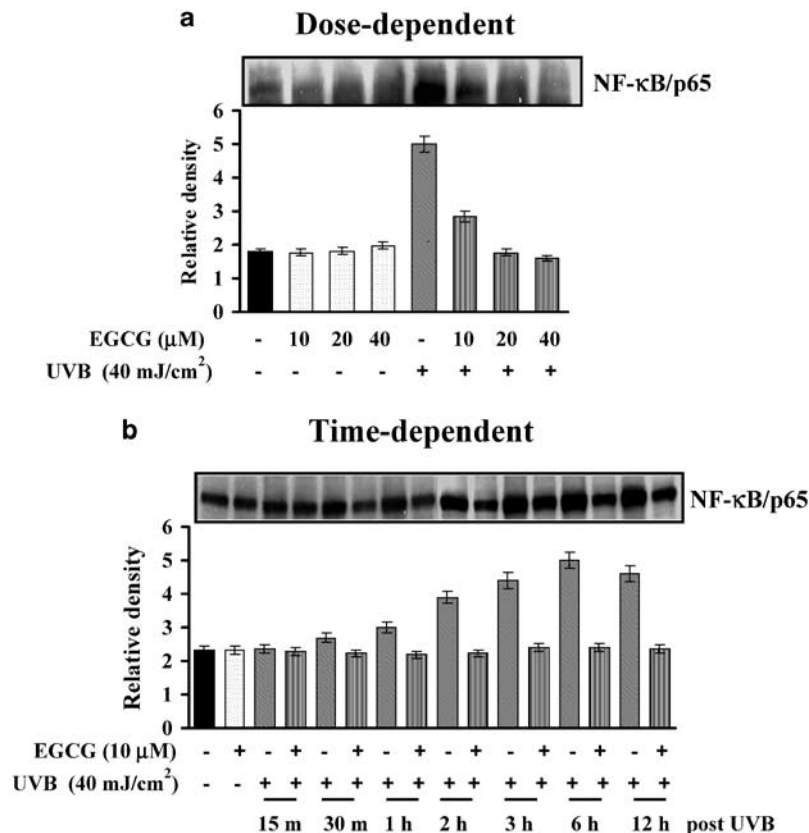 a Dose-dependent
NF-κB/p65
6
5
4
3
2
1
0
Relative density
EGCG (μM) - 10 20 40 - 10 20 40
UVB (40 mJ/cm²) - - - - + + + +
b Time-dependent
NF-κB/p65
6
5
4
3
2
1
0
Relative density
EGCG (10 μM) - + - + - + - + - + - + - + - +
UVB (40 mJ/cm²) - - + + + + + + + + + + + + + +
15 m 30 m 1 h 2 h 3 h 6 h 12 h post UVB